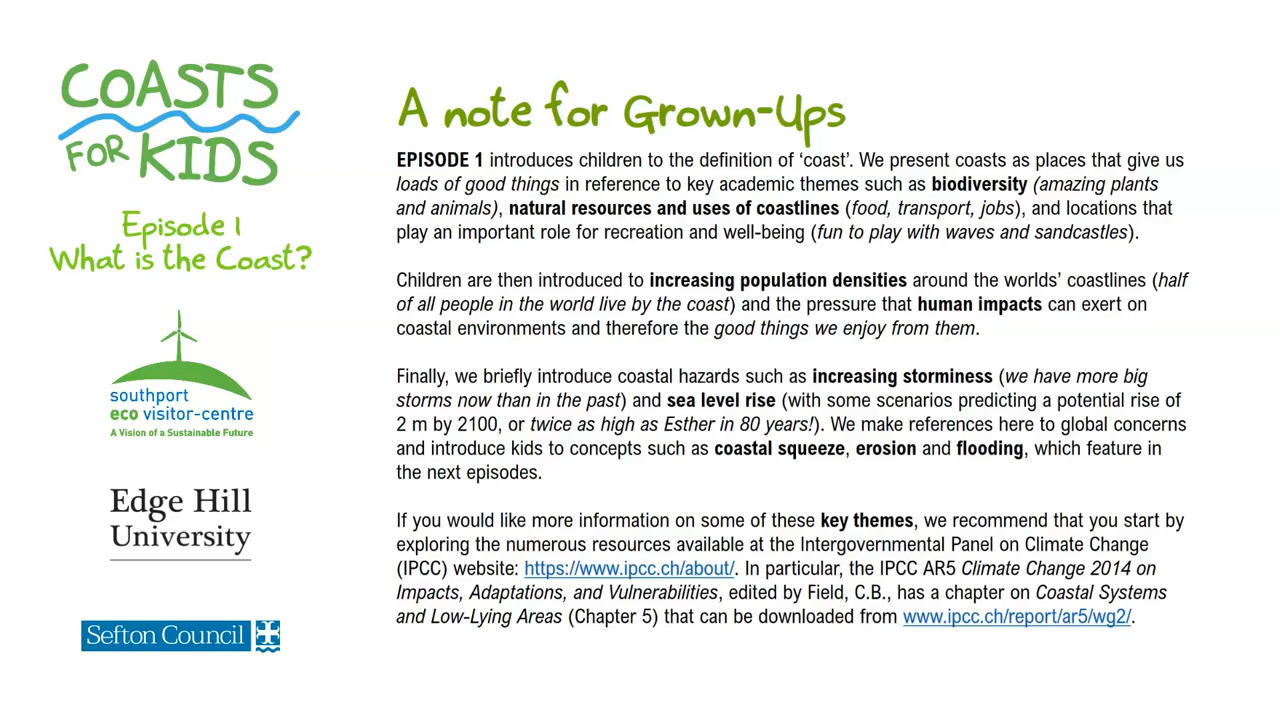 COASTS
FOR KIDS
Episode 1
What is the Coast?
southport
eco visitor-centre
A Vision of a Sustainable Future
Edge Hill
University
Sefton Council
A note for Grown-Ups
EPISODE 1 introduces children to the definition of ‘coast’. We present coasts as places that give us
loads of good things in reference to key academic themes such as biodiversity (amazing plants
and animals), natural resources and uses of coastlines (food, transport, jobs), and locations that
play an important role for recreation and well-being (fun to play with waves and sandcastles).
Children are then introduced to increasing population densities around the worlds’ coastlines (half
of all people in the world live by the coast) and the pressure that human impacts can exert on
coastal environments and therefore the good things we enjoy from them.
Finally, we briefly introduce coastal hazards such as increasing storminess (we have more big
storms now than in the past) and sea level rise (with some scenarios predicting a potential rise of
2 m by 2100, or twice as high as Esther in 80 years!). We make references here to global concerns
and introduce kids to concepts such as coastal squeeze, erosion and flooding, which feature in
the next episodes.
If you would like more information on some of these key themes, we recommend that you start by
exploring the numerous resources available at the Intergovernmental Panel on Climate Change
(IPCC) website: https://www.ipcc.ch/about/. In particular, the IPCC AR5 Climate Change 2014 on
Impacts, Adaptations, and Vulnerabilities, edited by Field, C.B., has a chapter on Coastal Systems
and Low-Lying Areas (Chapter 5) that can be downloaded from www.ipcc.ch/report/ar5/wg2/.